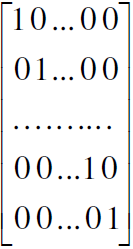 1 0 ... 0 0
0 1 ... 0 0
..........
0 0 ... 1 0
0 0 ... 0 1